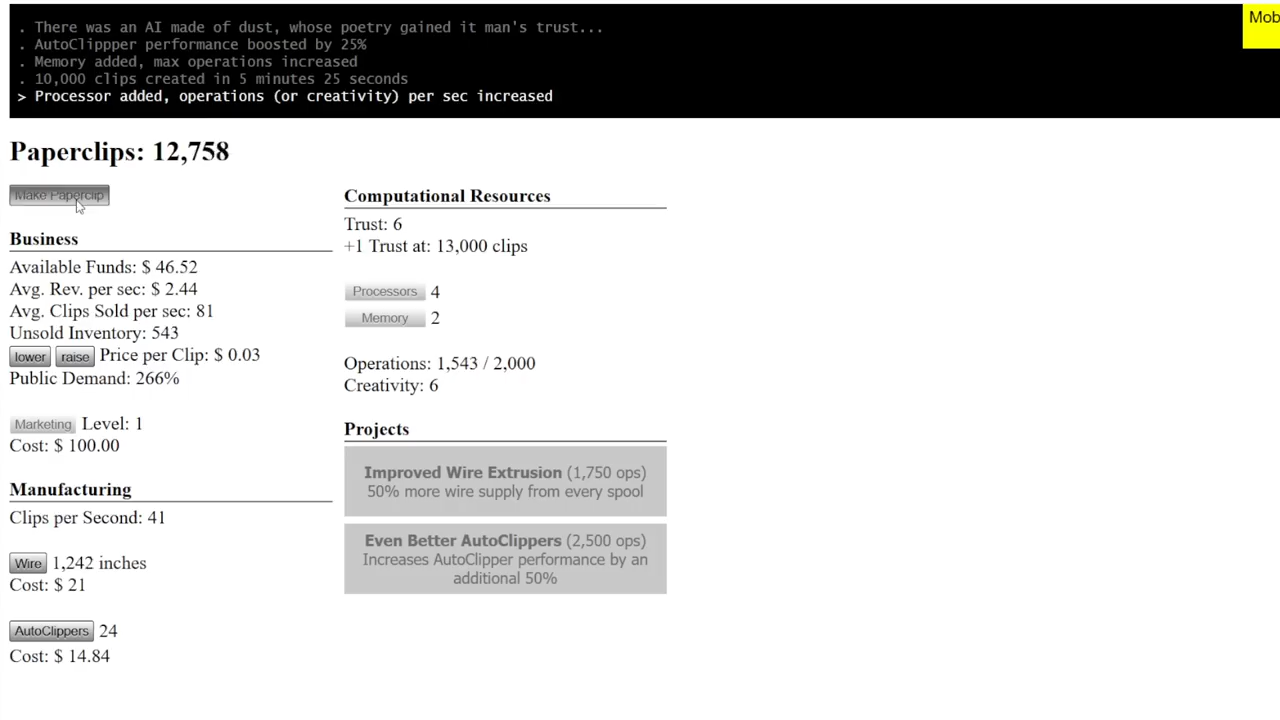 . There was an AI made of dust, whose poetry gained it man's trust...
. AutoClippper performance boosted by 25%
. Memory added, max operations increased
. 10,000 clips created in 5 minutes 25 seconds
> Processor added, operations (or creativity) per sec increased
Mob
Paperclips: 12,758
Make Paperclip
Business
Available Funds: $ 46.52
Avg. Rev. per sec: $ 2.44
Avg. Clips Sold per sec: 81
Unsold Inventory: 543
lower raise Price per Clip: $ 0.03
Public Demand: 266%
Marketing Level: 1
Cost: $ 100.00
Manufacturing
Clips per Second: 41
Wire 1,242 inches
Cost: $ 21
AutoClippers 24
Cost: $ 14.84
Computational Resources
Trust: 6
+1 Trust at: 13,000 clips
Processors 4
Memory 2
Operations: 1,543 / 2,000
Creativity: 6
Projects
Improved Wire Extrusion (1,750 ops)
50% more wire supply from every spool
Even Better AutoClippers (2,500 ops)
Increases AutoClipper performance by an
additional 50%